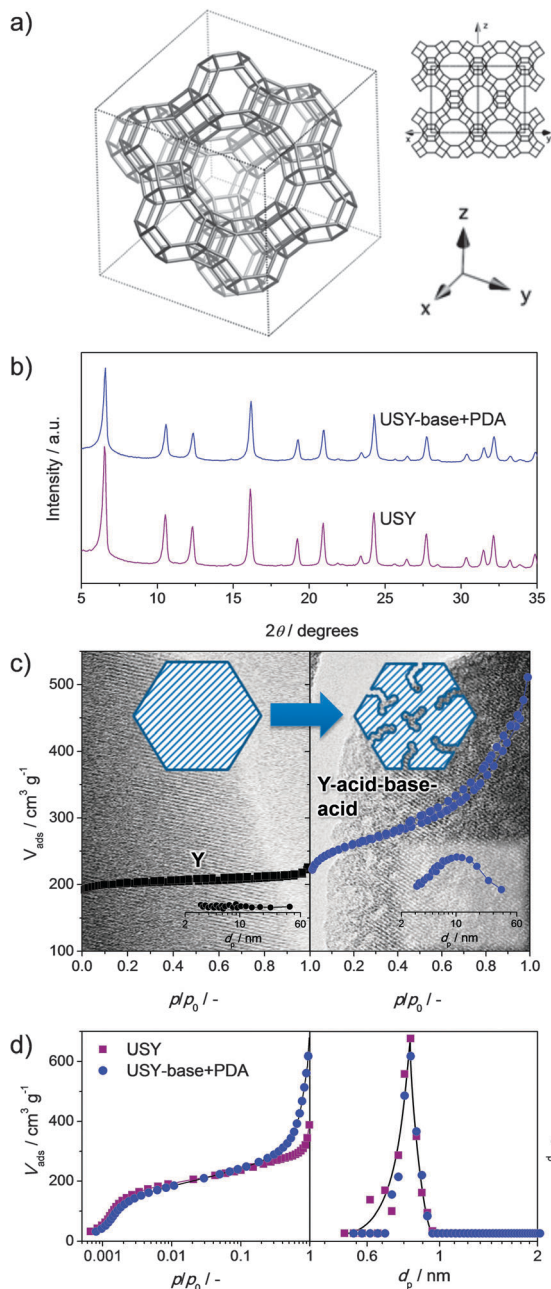 a)
z
x
y
z
x
y
b)
Intensity / a.u.
USY-base+PDA
USY
5 10 15 20 25 30 35
2θ / degrees
c)
V_ads / cm³ g⁻¹
500
400
300
200
100
Y
Y-acid-base-
acid
2 10 60
d_p / nm
2 10 60
d_p / nm
0.0 0.2 0.4 0.6 0.8 1.0 0.2 0.4 0.6 0.8 1.0
p/p₀ / -
p/p₀ / -
d)
V_ads / cm³ g⁻¹
600
400
200
0
USY
USY-base+PDA
0.001 0.01 0.1 1 0.6 0.8 1 2
p/p₀ / -
d_p / nm